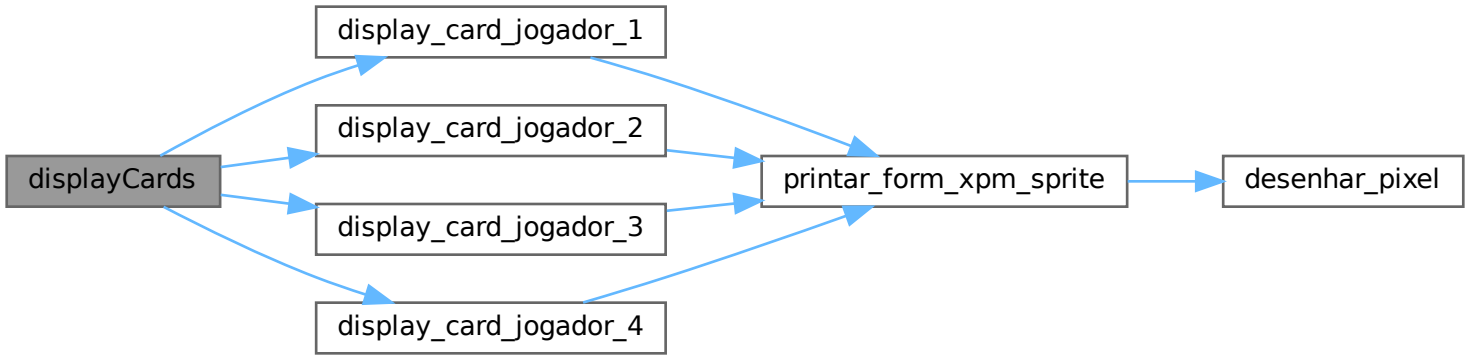 display_card_jogador_1
display_card_jogador_2
displayCards
printar_form_xpm_sprite
desenhar_pixel
display_card_jogador_3
display_card_jogador_4